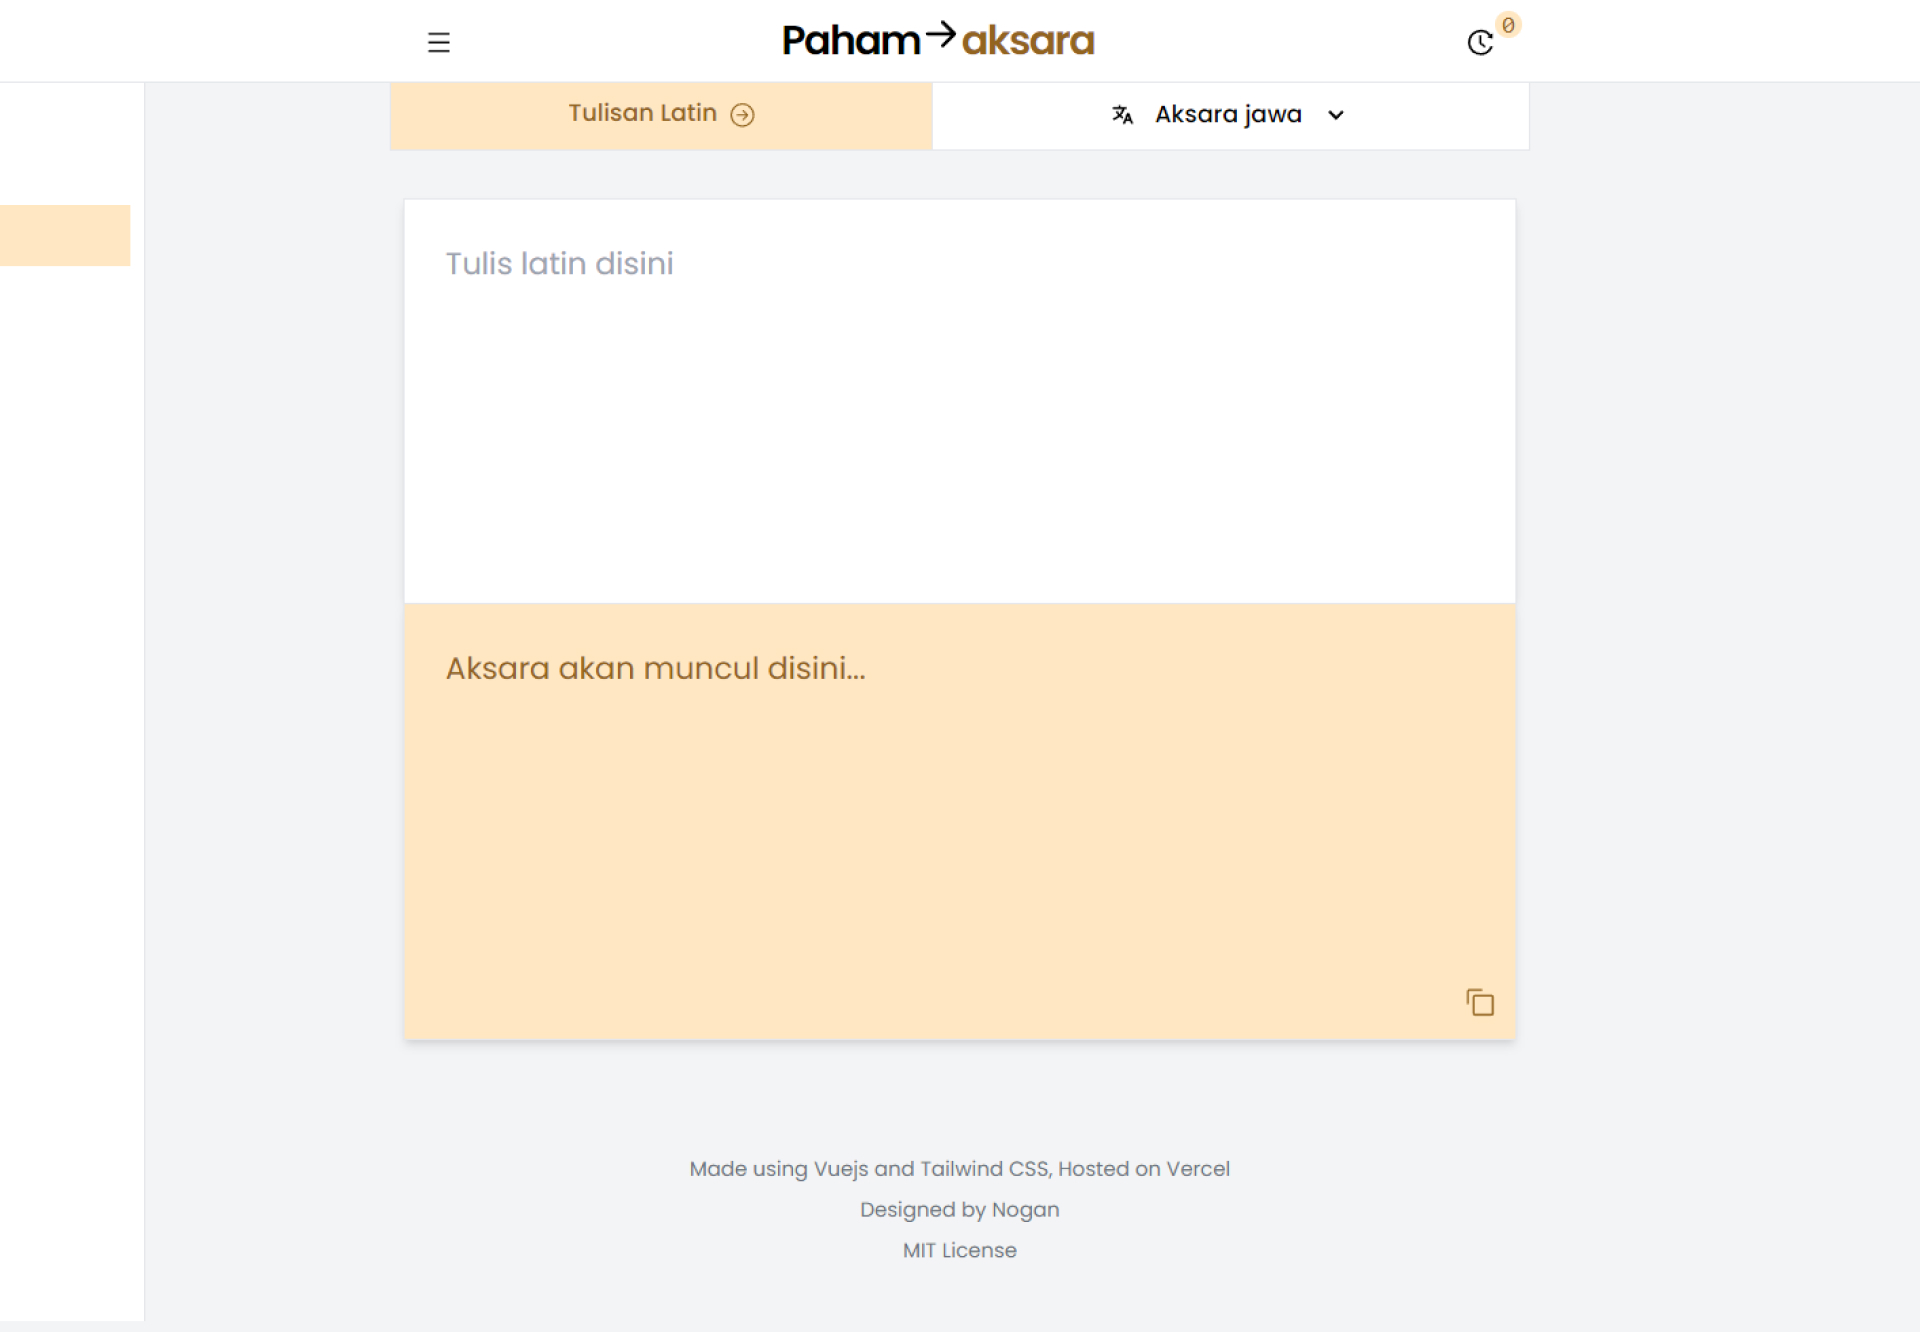 Paham→aksara
0
Tulisan Latin
Aksara jawa
Tulis latin disini
Aksara akan muncul disini...
Made using Vuejs and Tailwind CSS, Hosted on Vercel
Designed by Nogan
MIT License